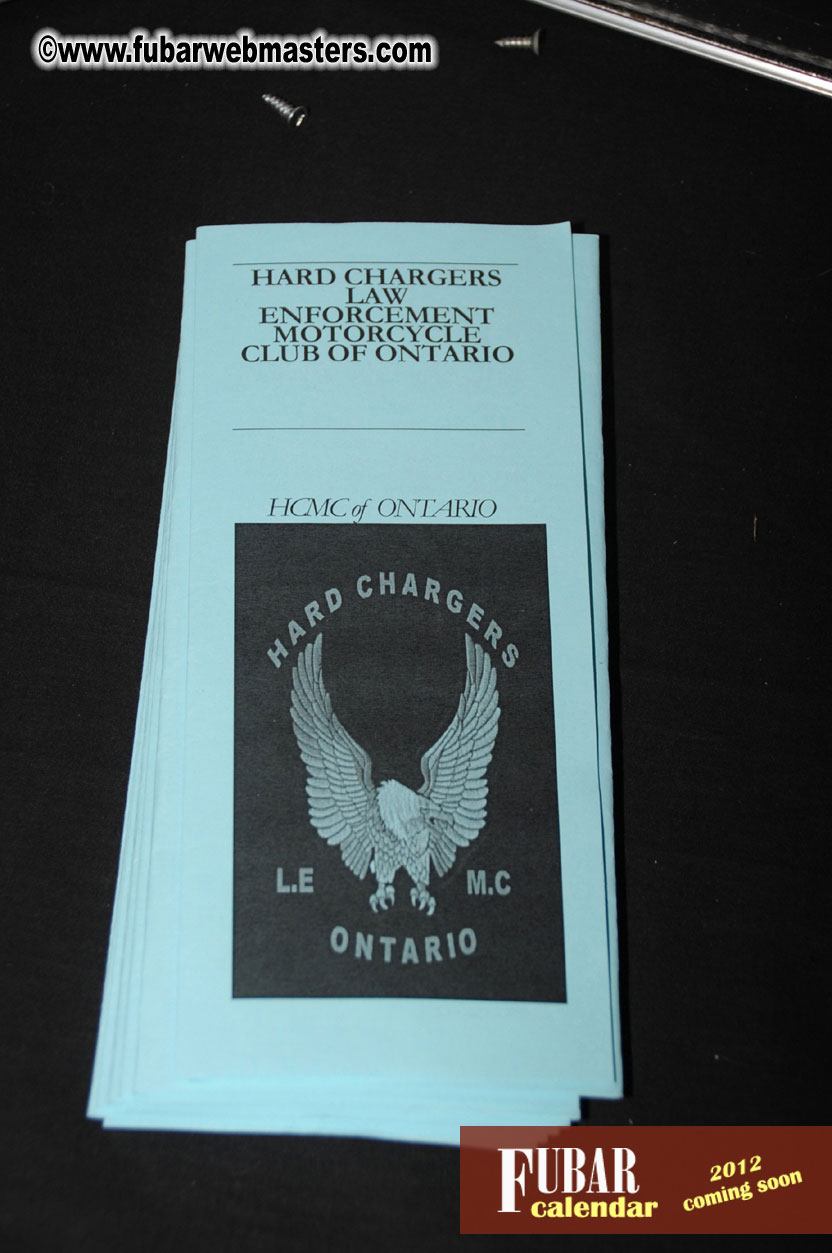 ©www.fubarwebmasters.com
HARD CHARGERS
LAW
ENFORCEMENT
MOTORCYCLE
CLUB OF ONTARIO
HCMC of ONTARIO
HARD CHARGERS
L.E M.C
ONTARIO
FUBAR
calendar
2012
coming soon